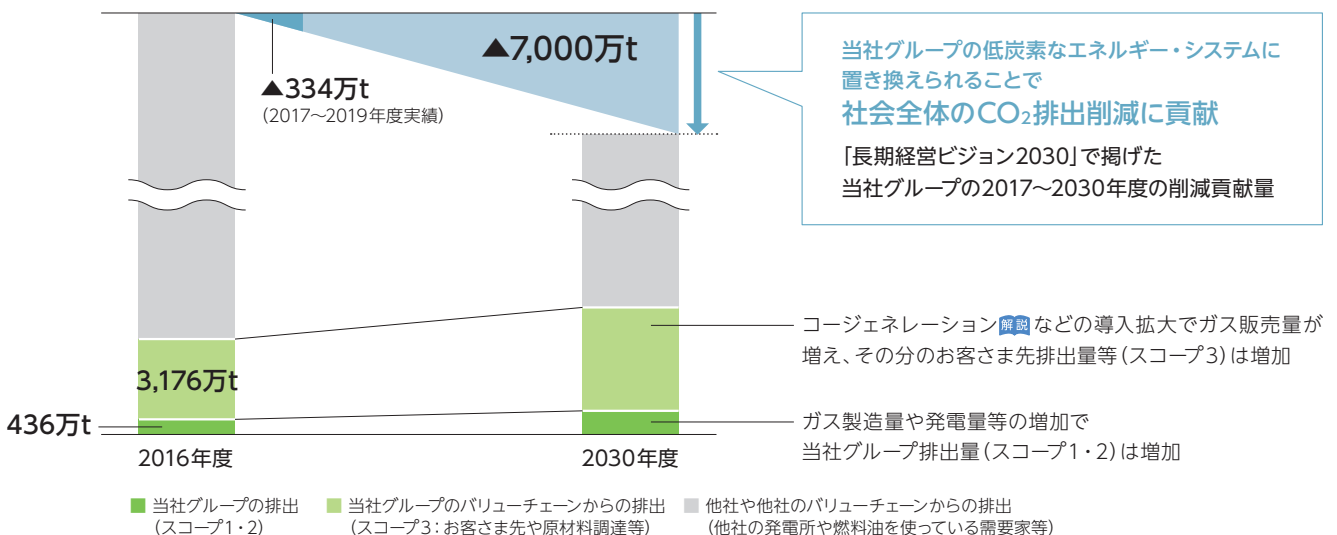 ▲7,000万t
▲334万t
(2017～2019年度実績)
当社グループの低炭素なエネルギー・システムに
置き換えられることで
社会全体のCO₂排出削減に貢献
「長期経営ビジョン2030」で掲げた
当社グループの2017～2030年度の削減貢献量
コージェネレーション 解説 などの導入拡大でガス販売量が
増え、その分のお客さま先排出量等(スコープ3)は増加
3,176万t
436万t
ガス製造量や発電量等の増加で
当社グループ排出量(スコープ1・2)は増加
2016年度
2030年度
当社グループの排出
(スコープ1・2)
当社グループのバリューチェーンからの排出
(スコープ3：お客さま先や原材料調達等)
他社や他社のバリューチェーンからの排出
(他社の発電所や燃料油を使っている需要家等)